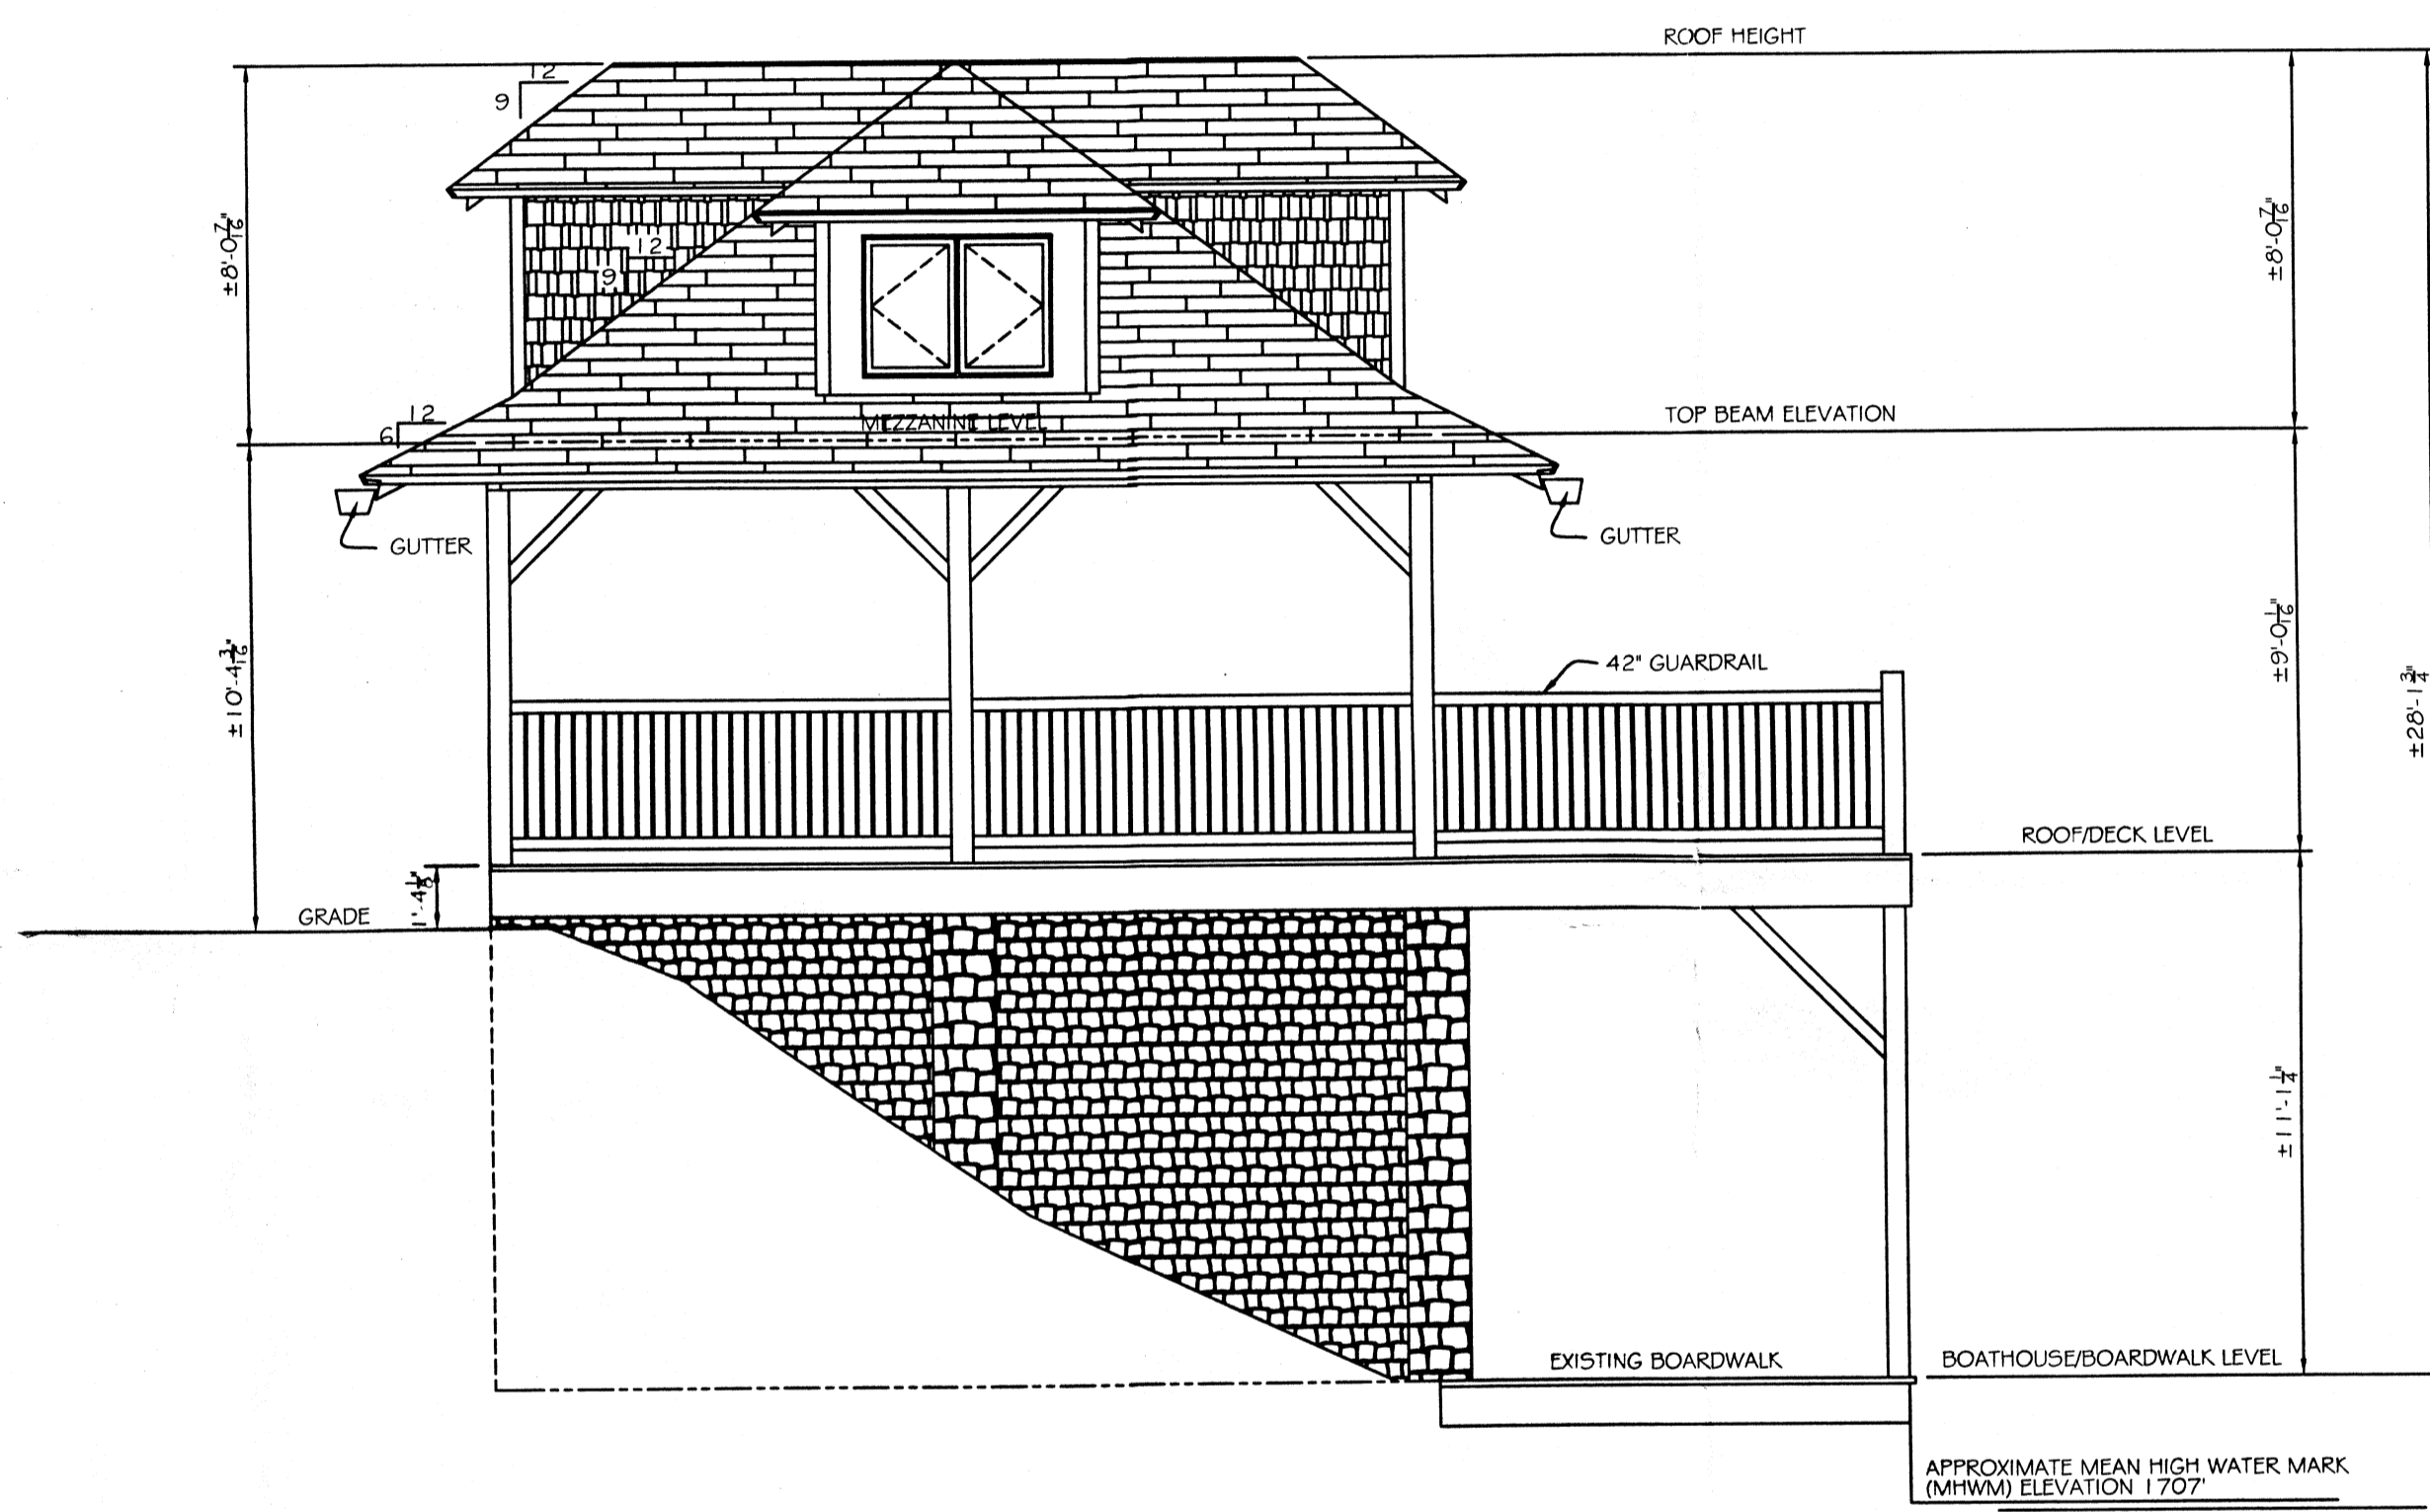 ROOF HEIGHT
12
9
±8'-0 7/16"
±8'-0 7/16"
12
9
12
6
MEZZANINE LEVEL
TOP BEAM ELEVATION
GUTTER
GUTTER
±10'-4 3/16"
42" GUARDRAIL
±9'-0 1/16"
±28'-1 3/4"
ROOF/DECK LEVEL
1'-4 1/8"
GRADE
±11'-1 1/4"
EXISTING BOARDWALK
BOATHOUSE/BOARDWALK LEVEL
APPROXIMATE MEAN HIGH WATER MARK
(MHWM) ELEVATION 1707'